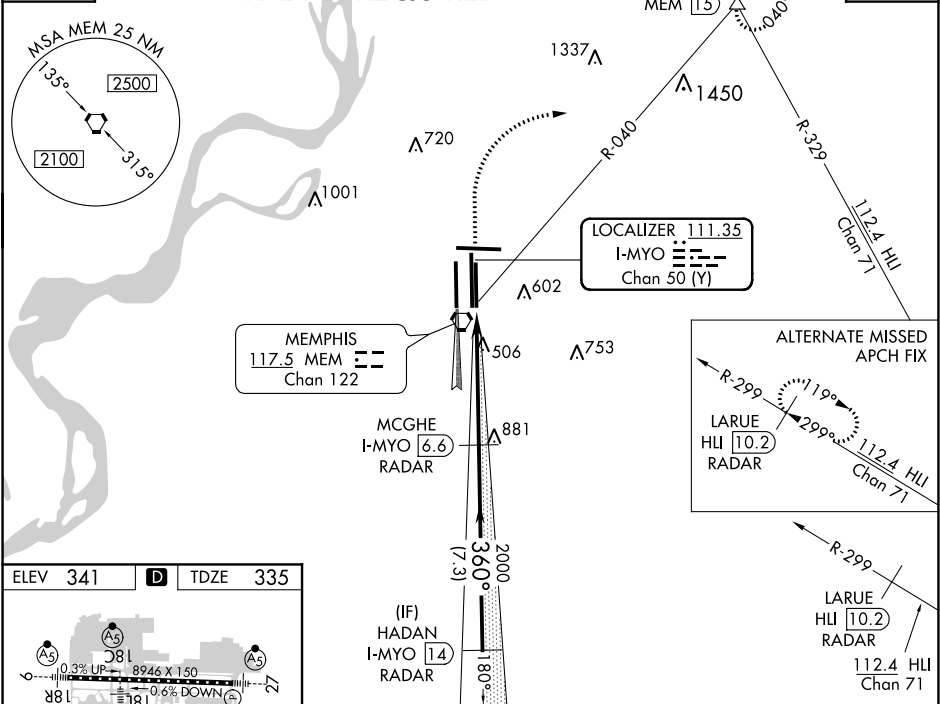 MEM 15
040°
MSA MEM 25 NM
135°
2500
2100
315°
1337
1450
720
1001
R-040
R-329
112.4 HLI
Chan 71
LOCALIZER 111.35
I-MYO
Chan 50 (Y)
602
MEMPHIS
117.5 MEM
Chan 122
506
753
MCGHE
I-MYO 6.6
RADAR
881
ALTERNATE MISSED
APCH FIX
R-299
119°
299°
LARUE
HLI 10.2
RADAR
112.4 HLI
Chan 71
2000
360°
(7.3)
R-299
LARUE
HLI 10.2
RADAR
112.4 HLI
Chan 71
(IF)
HADAN
I-MYO 14
RADAR
180°
ELEV 341 D TDZE 335
A5
A5
A5
18C
0.3% UP
8946 X 150
0.6% DOWN
P
9
27
18R
18L